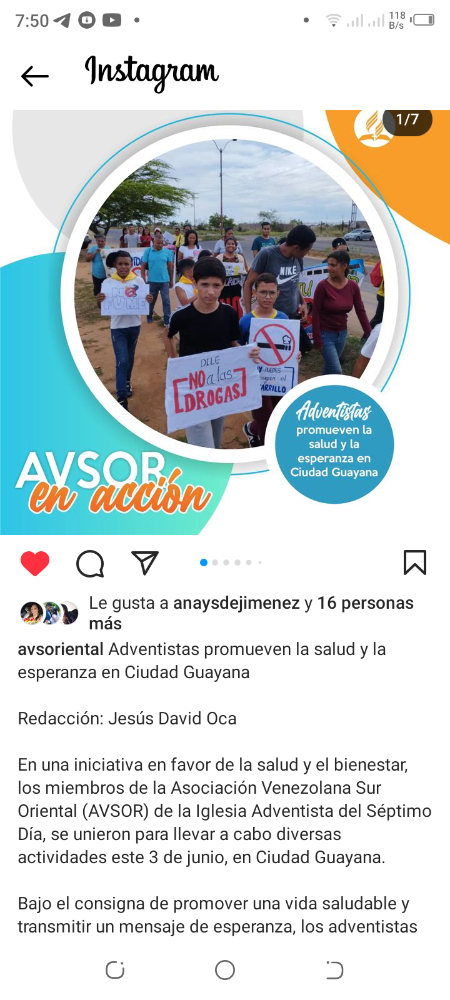 7:50
118
B/s
Instagram
1/7
NO
FUME
NIKE
TU
DILE
NO a las
DROGAS
Y PUEDES
el
Adventistas
promueven la
salud y la
esperanza en
Ciudad Guayana
AVSOR
en acción
Le gusta a anaysdejimenez y 16 personas
más
avsoriental Adventistas promueven la salud y la
esperanza en Ciudad Guayana
Redacción: Jesús David Oca
En una iniciativa en favor de la salud y el bienestar,
los miembros de la Asociación Venezolana Sur
Oriental (AVSOR) de la Iglesia Adventista del Séptimo
Día, se unieron para llevar a cabo diversas
actividades este 3 de junio, en Ciudad Guayana.
Bajo el consigna de promover una vida saludable y
transmitir un mensaje de esperanza, los adventistas